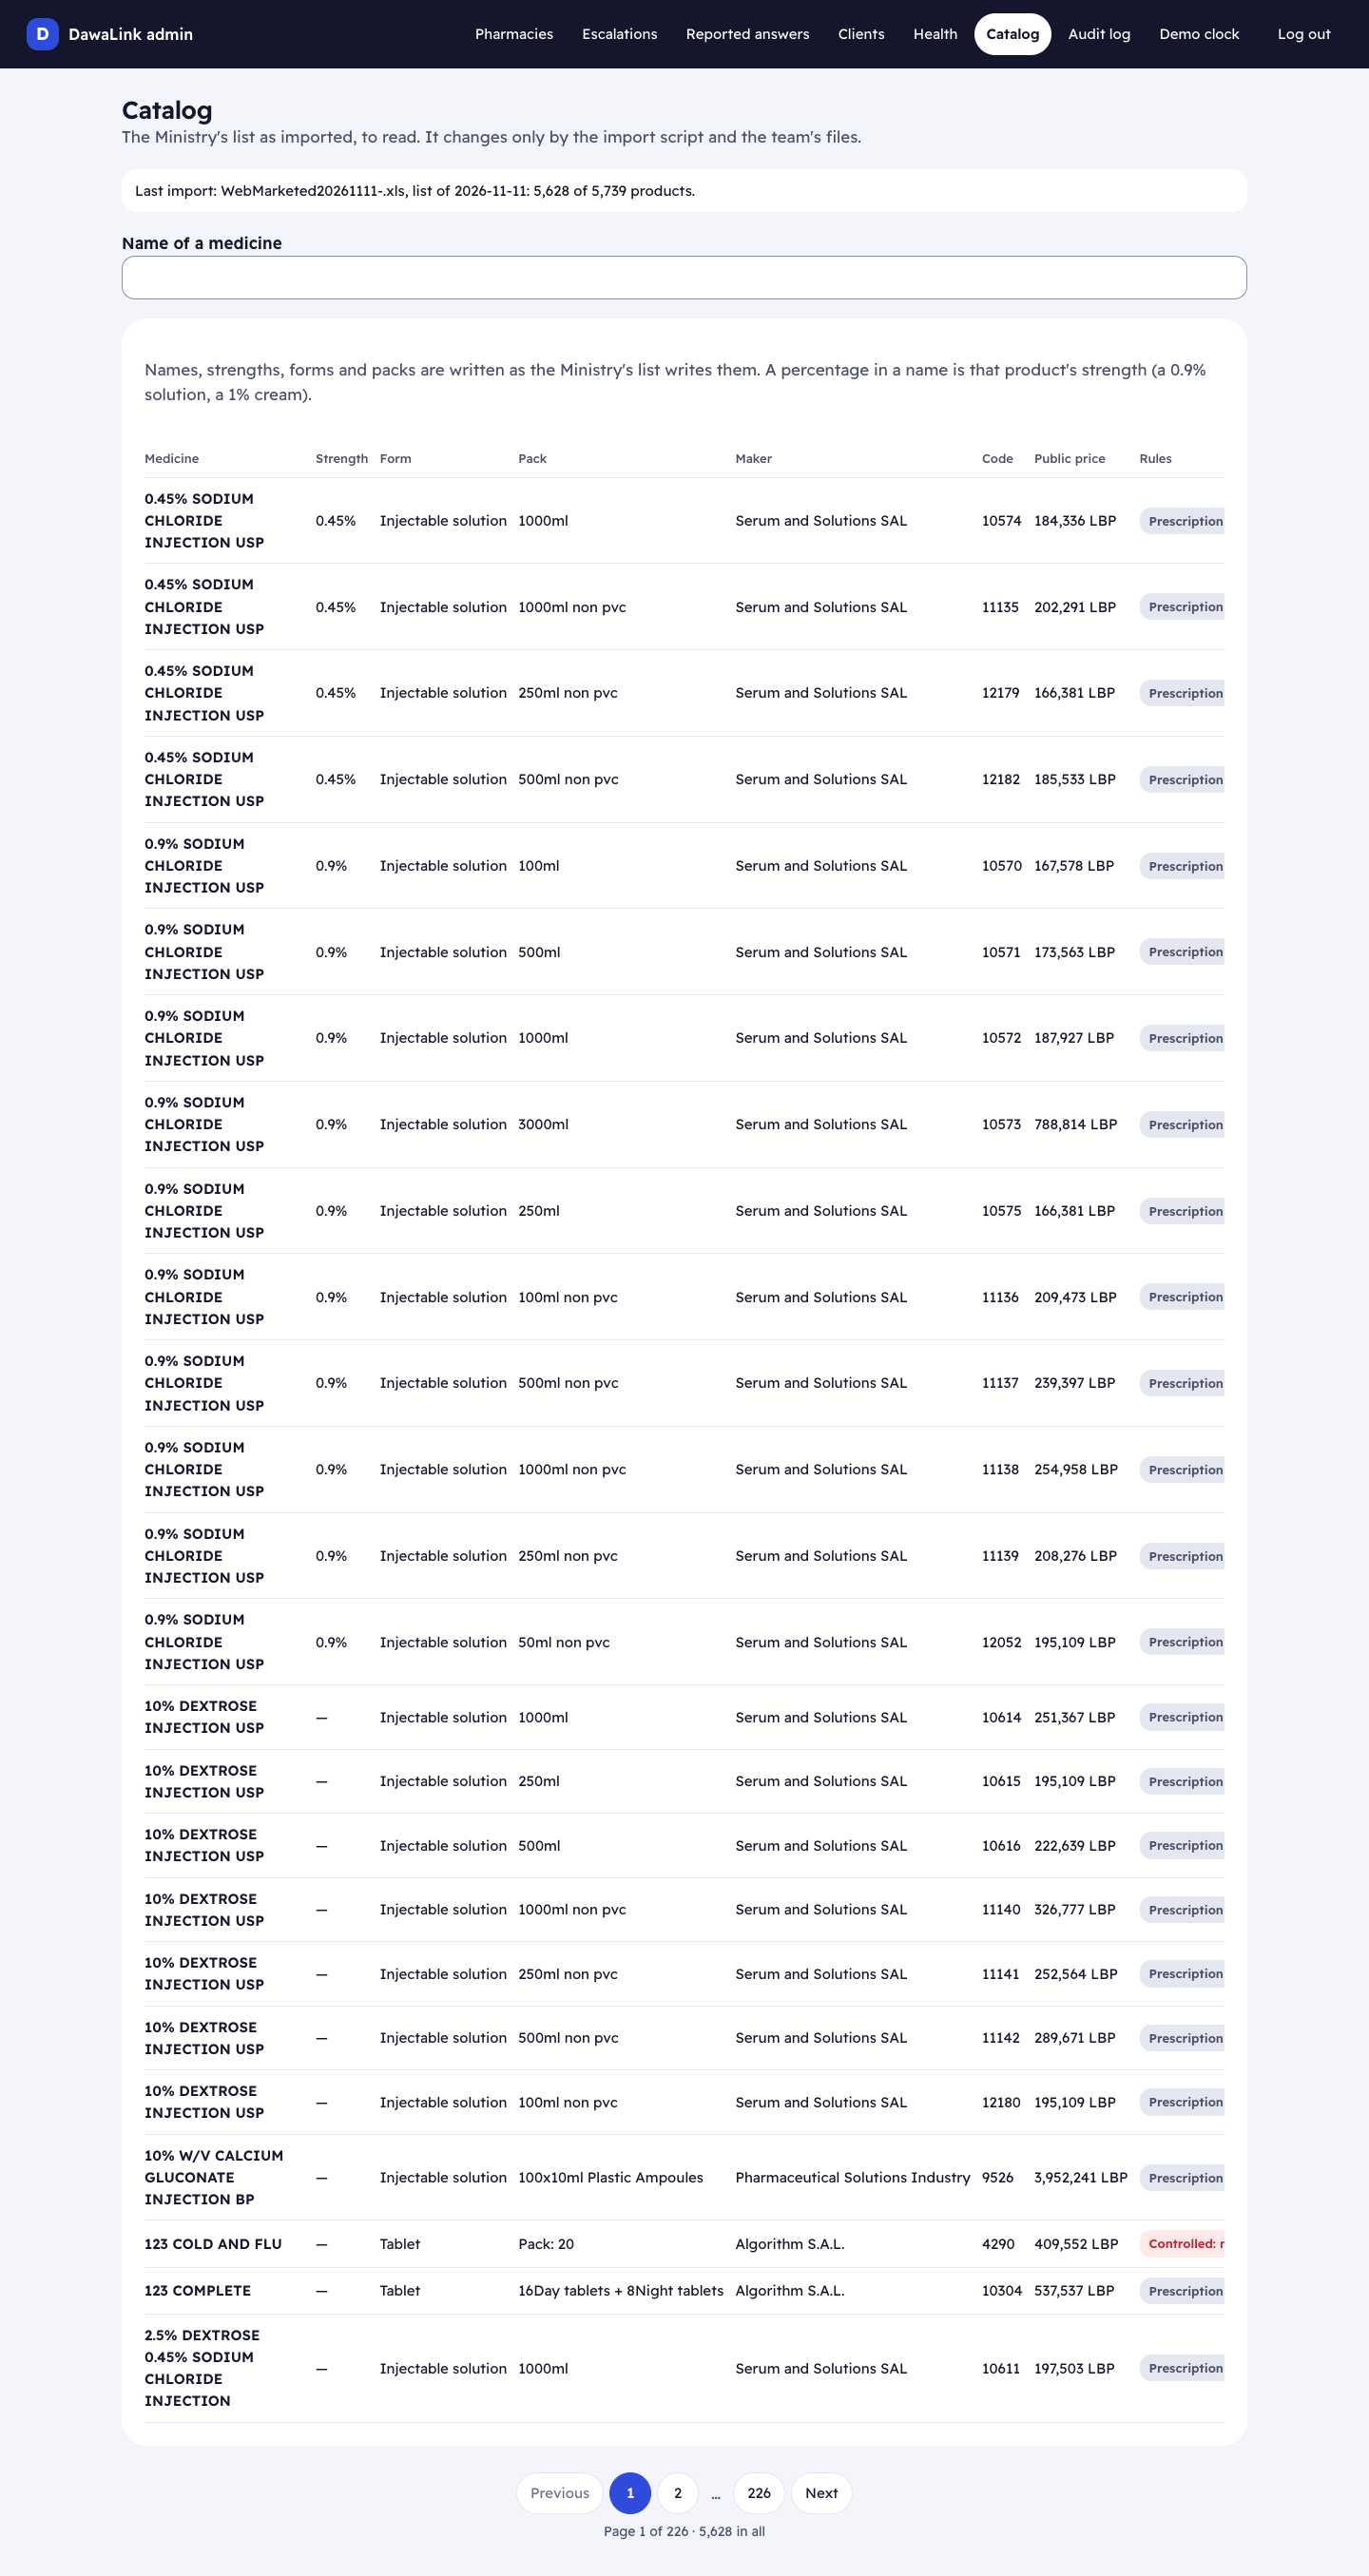 D DawaLink admin Pharmacies Escalations Reported answers Clients Health Catalog Audit log Demo clock Log out
Catalog
The Ministry's list as imported, to read. It changes only by the import script and the team's files.
Last import: WebMarketed20261111-.xls, list of 2026-11-11: 5,628 of 5,739 products.
Name of a medicine
Names, strengths, forms and packs are written as the Ministry's list writes them. A percentage in a name is that product's strength (a 0.9%
solution, a 1% cream).
Medicine Strength Form Pack Maker Code Public price Rules
0.45% SODIUM
CHLORIDE
INJECTION USP
0.45% Injectable solution 1000ml Serum and Solutions SAL 10574 184,336 LBP Prescription
0.45% SODIUM
CHLORIDE
INJECTION USP
0.45% Injectable solution 1000ml non pvc Serum and Solutions SAL 11135 202,291 LBP Prescription
0.45% SODIUM
CHLORIDE
INJECTION USP
0.45% Injectable solution 250ml non pvc Serum and Solutions SAL 12179 166,381 LBP Prescription
0.45% SODIUM
CHLORIDE
INJECTION USP
0.45% Injectable solution 500ml non pvc Serum and Solutions SAL 12182 185,533 LBP Prescription
0.9% SODIUM
CHLORIDE
INJECTION USP
0.9% Injectable solution 100ml Serum and Solutions SAL 10570 167,578 LBP Prescription
0.9% SODIUM
CHLORIDE
INJECTION USP
0.9% Injectable solution 500ml Serum and Solutions SAL 10571 173,563 LBP Prescription
0.9% SODIUM
CHLORIDE
INJECTION USP
0.9% Injectable solution 1000ml Serum and Solutions SAL 10572 187,927 LBP Prescription
0.9% SODIUM
CHLORIDE
INJECTION USP
0.9% Injectable solution 3000ml Serum and Solutions SAL 10573 788,814 LBP Prescription
0.9% SODIUM
CHLORIDE
INJECTION USP
0.9% Injectable solution 250ml Serum and Solutions SAL 10575 166,381 LBP Prescription
0.9% SODIUM
CHLORIDE
INJECTION USP
0.9% Injectable solution 100ml non pvc Serum and Solutions SAL 11136 209,473 LBP Prescription
0.9% SODIUM
CHLORIDE
INJECTION USP
0.9% Injectable solution 500ml non pvc Serum and Solutions SAL 11137 239,397 LBP Prescription
0.9% SODIUM
CHLORIDE
INJECTION USP
0.9% Injectable solution 1000ml non pvc Serum and Solutions SAL 11138 254,958 LBP Prescription
0.9% SODIUM
CHLORIDE
INJECTION USP
0.9% Injectable solution 250ml non pvc Serum and Solutions SAL 11139 208,276 LBP Prescription
0.9% SODIUM
CHLORIDE
INJECTION USP
0.9% Injectable solution 50ml non pvc Serum and Solutions SAL 12052 195,109 LBP Prescription
10% DEXTROSE
INJECTION USP
— Injectable solution 1000ml Serum and Solutions SAL 10614 251,367 LBP Prescription
10% DEXTROSE
INJECTION USP
— Injectable solution 250ml Serum and Solutions SAL 10615 195,109 LBP Prescription
10% DEXTROSE
INJECTION USP
— Injectable solution 500ml Serum and Solutions SAL 10616 222,639 LBP Prescription
10% DEXTROSE
INJECTION USP
— Injectable solution 1000ml non pvc Serum and Solutions SAL 11140 326,777 LBP Prescription
10% DEXTROSE
INJECTION USP
— Injectable solution 250ml non pvc Serum and Solutions SAL 11141 252,564 LBP Prescription
10% DEXTROSE
INJECTION USP
— Injectable solution 500ml non pvc Serum and Solutions SAL 11142 289,671 LBP Prescription
10% DEXTROSE
INJECTION USP
— Injectable solution 100ml non pvc Serum and Solutions SAL 12180 195,109 LBP Prescription
10% W/V CALCIUM
GLUCONATE
INJECTION BP
— Injectable solution 100x10ml Plastic Ampoules Pharmaceutical Solutions Industry 9526 3,952,241 LBP Prescription
123 COLD AND FLU — Tablet Pack: 20 Algorithm S.A.L. 4290 409,552 LBP Controlled:
123 COMPLETE — Tablet 16Day tablets + 8Night tablets Algorithm S.A.L. 10304 537,537 LBP Prescription
2.5% DEXTROSE
0.45% SODIUM
CHLORIDE
INJECTION
— Injectable solution 1000ml Serum and Solutions SAL 10611 197,503 LBP Prescription
Previous 1 2 … 226 Next
Page 1 of 226 · 5,628 in all